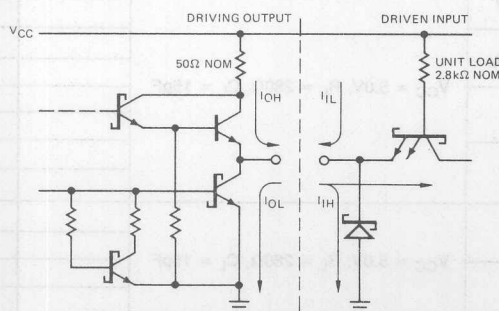 DRIVING OUTPUT
DRIVEN INPUT
VCC
50Ω NOM
UNIT LOAD
2.8kΩ NOM
IOH
IIL
IOL
IIH